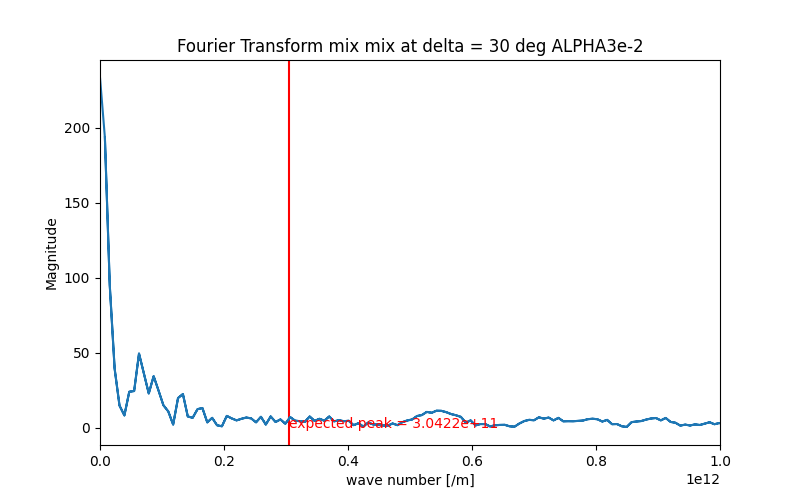 Fourier Transform mix mix at delta = 30 deg ALPHA3e-2
Magnitude
200
150
100
50
0
expected peak = 3.0422e+11
0.0 0.2 0.4 0.6 0.8 1.0
1e12
wave number [/m]